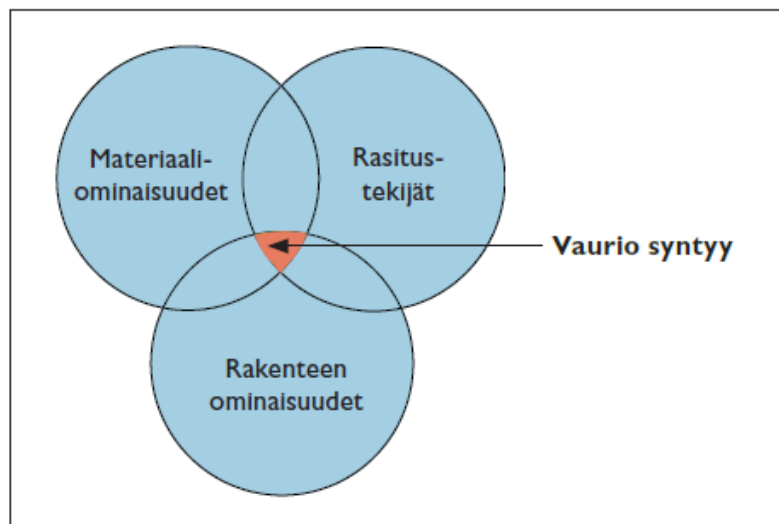 Materiaali-
ominaisuudet
Rasitus-
tekijät
Vaurio syntyy
Rakenteen
ominaisuudet